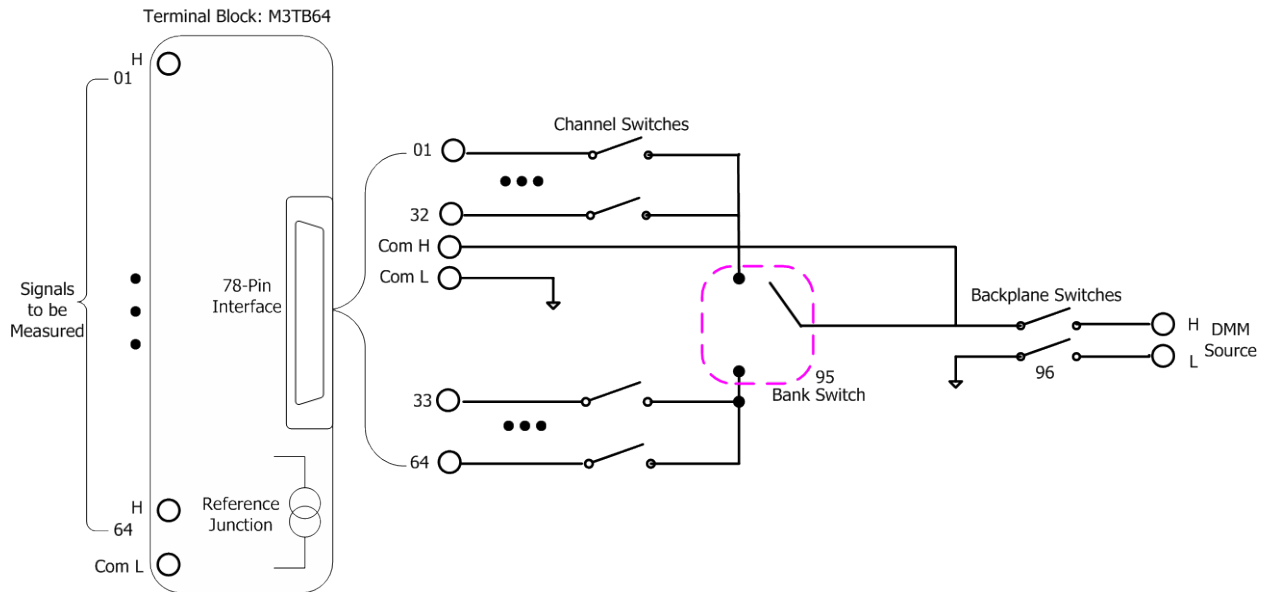 Terminal Block: M3TB64
H
01
Signals
to be
Measured
78-Pin
Interface
H
64
Com L
Reference
Junction
Channel Switches
01
32
Com H
Com L
33
64
95
Bank Switch
Backplane Switches
96
H
L
DMM
Source